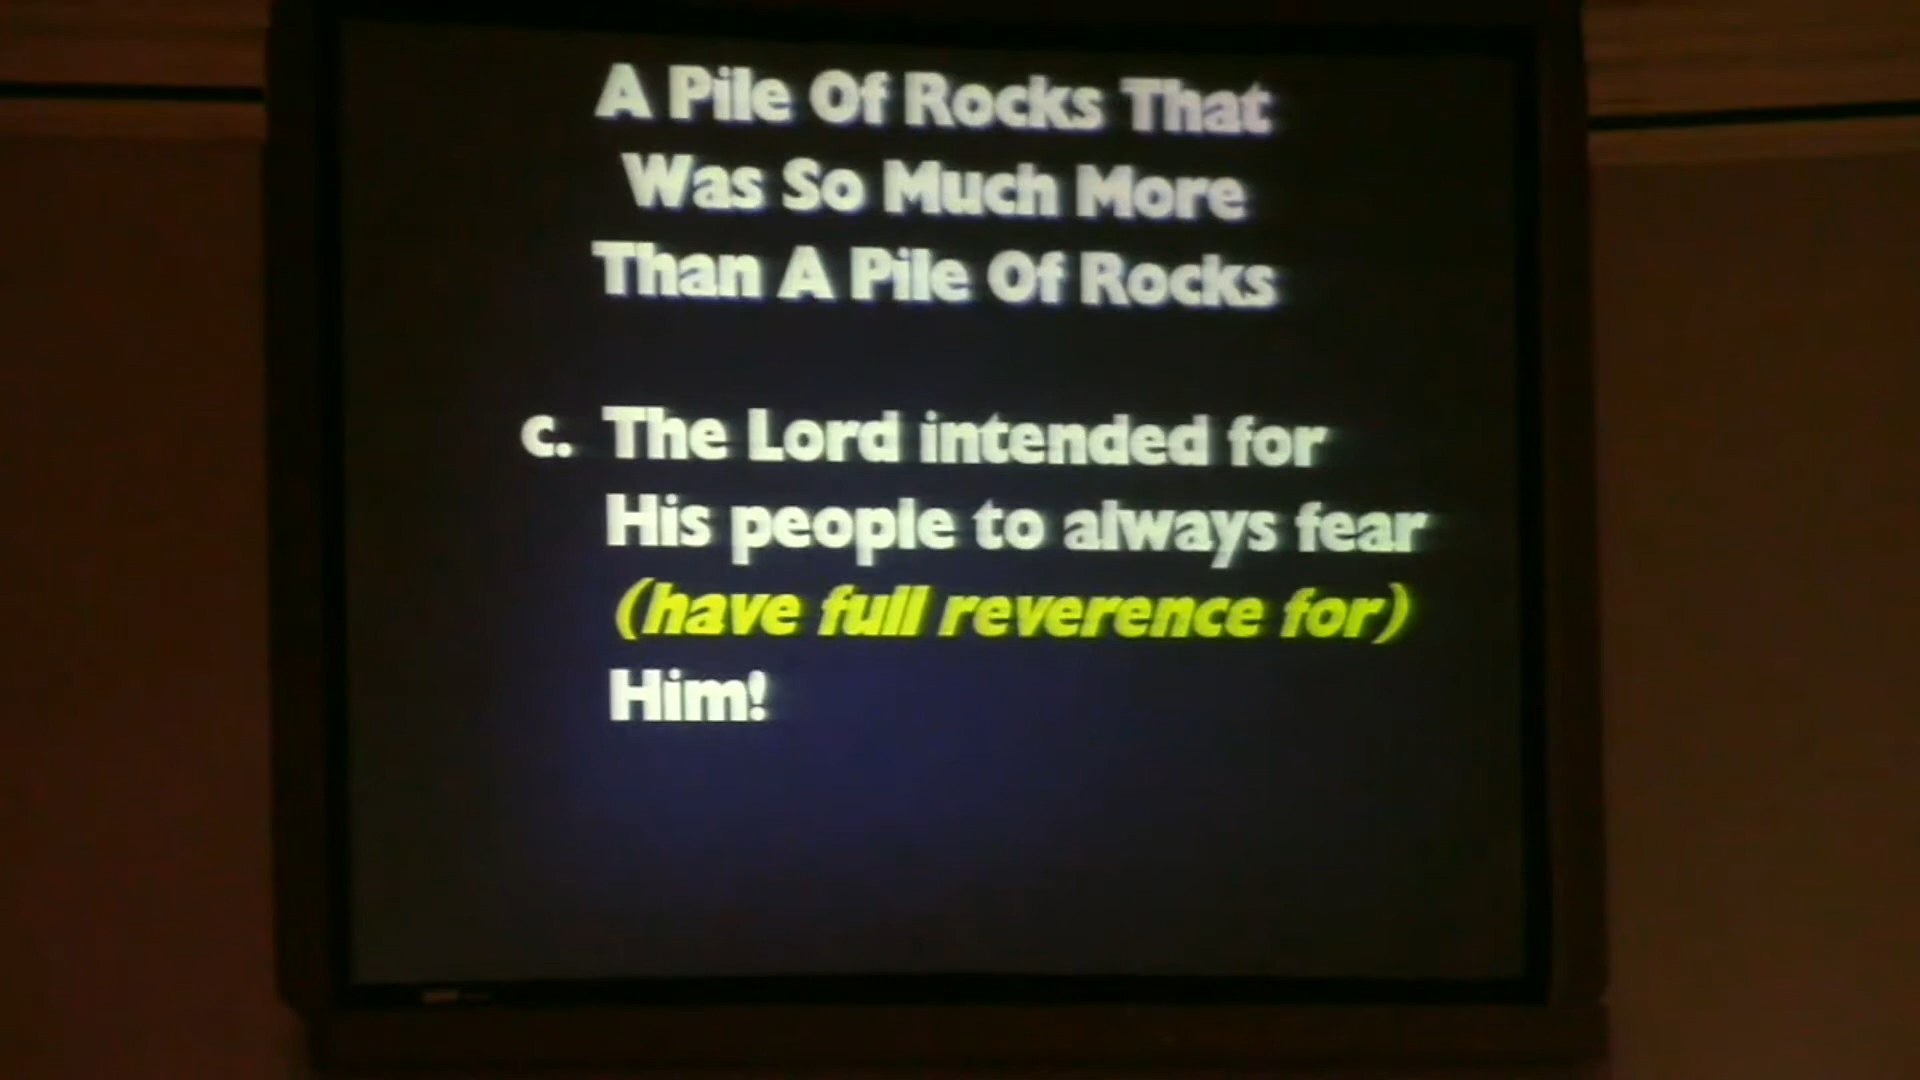 A Pile Of Rocks That
Was So Much More
Than A Pile Of Rocks
c. The Lord intended for
His people to always fear
(have full reverence for)
Him!